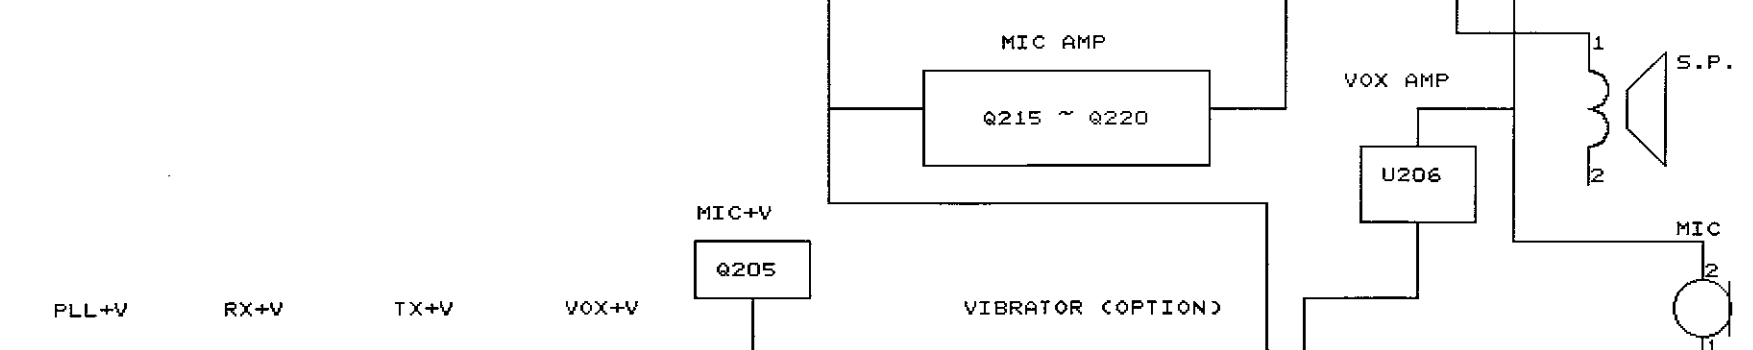 MIC AMP
1
S.P.
VOX AMP
Q215 ~ Q220
U206
2
MIC+V
MIC
Q205
2
PLL+V
RX+V
TX+V
VOX+V
VIBRATOR (OPTION)
1